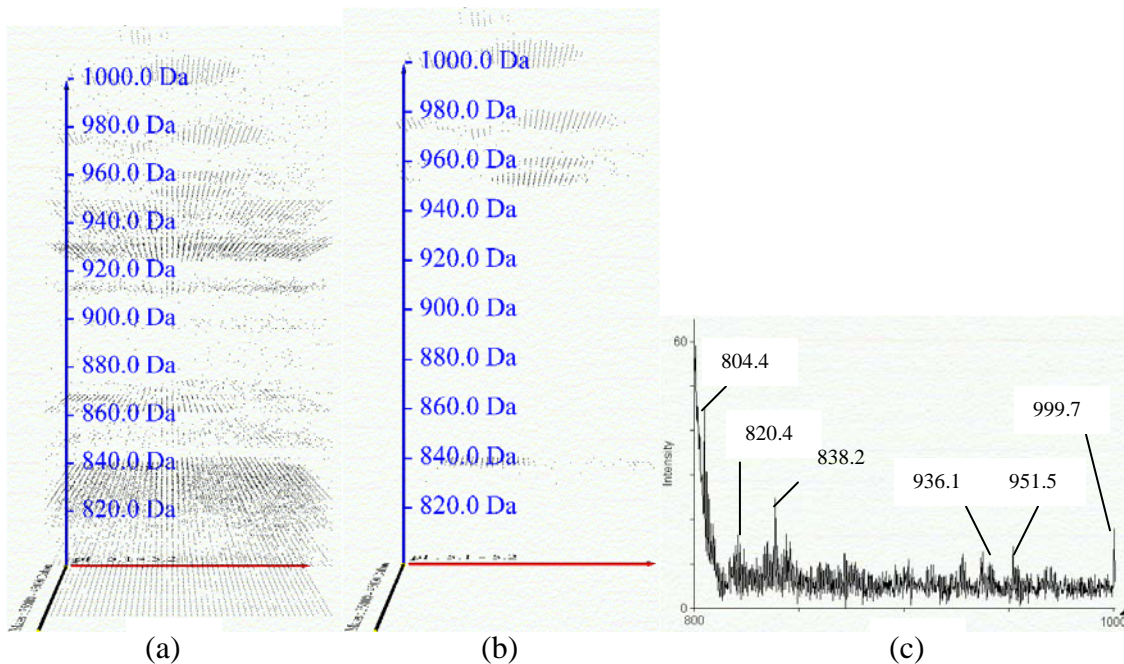 1000.0 Da
980.0 Da
960.0 Da
940.0 Da
920.0 Da
900.0 Da
880.0 Da
860.0 Da
840.0 Da
820.0 Da
(a)
1000.0 Da
980.0 Da
960.0 Da
940.0 Da
920.0 Da
900.0 Da
880.0 Da
860.0 Da
840.0 Da
820.0 Da
(b)
60
Intensity
0
800
1000
804.4
820.4
838.2
936.1
951.5
999.7
(c)